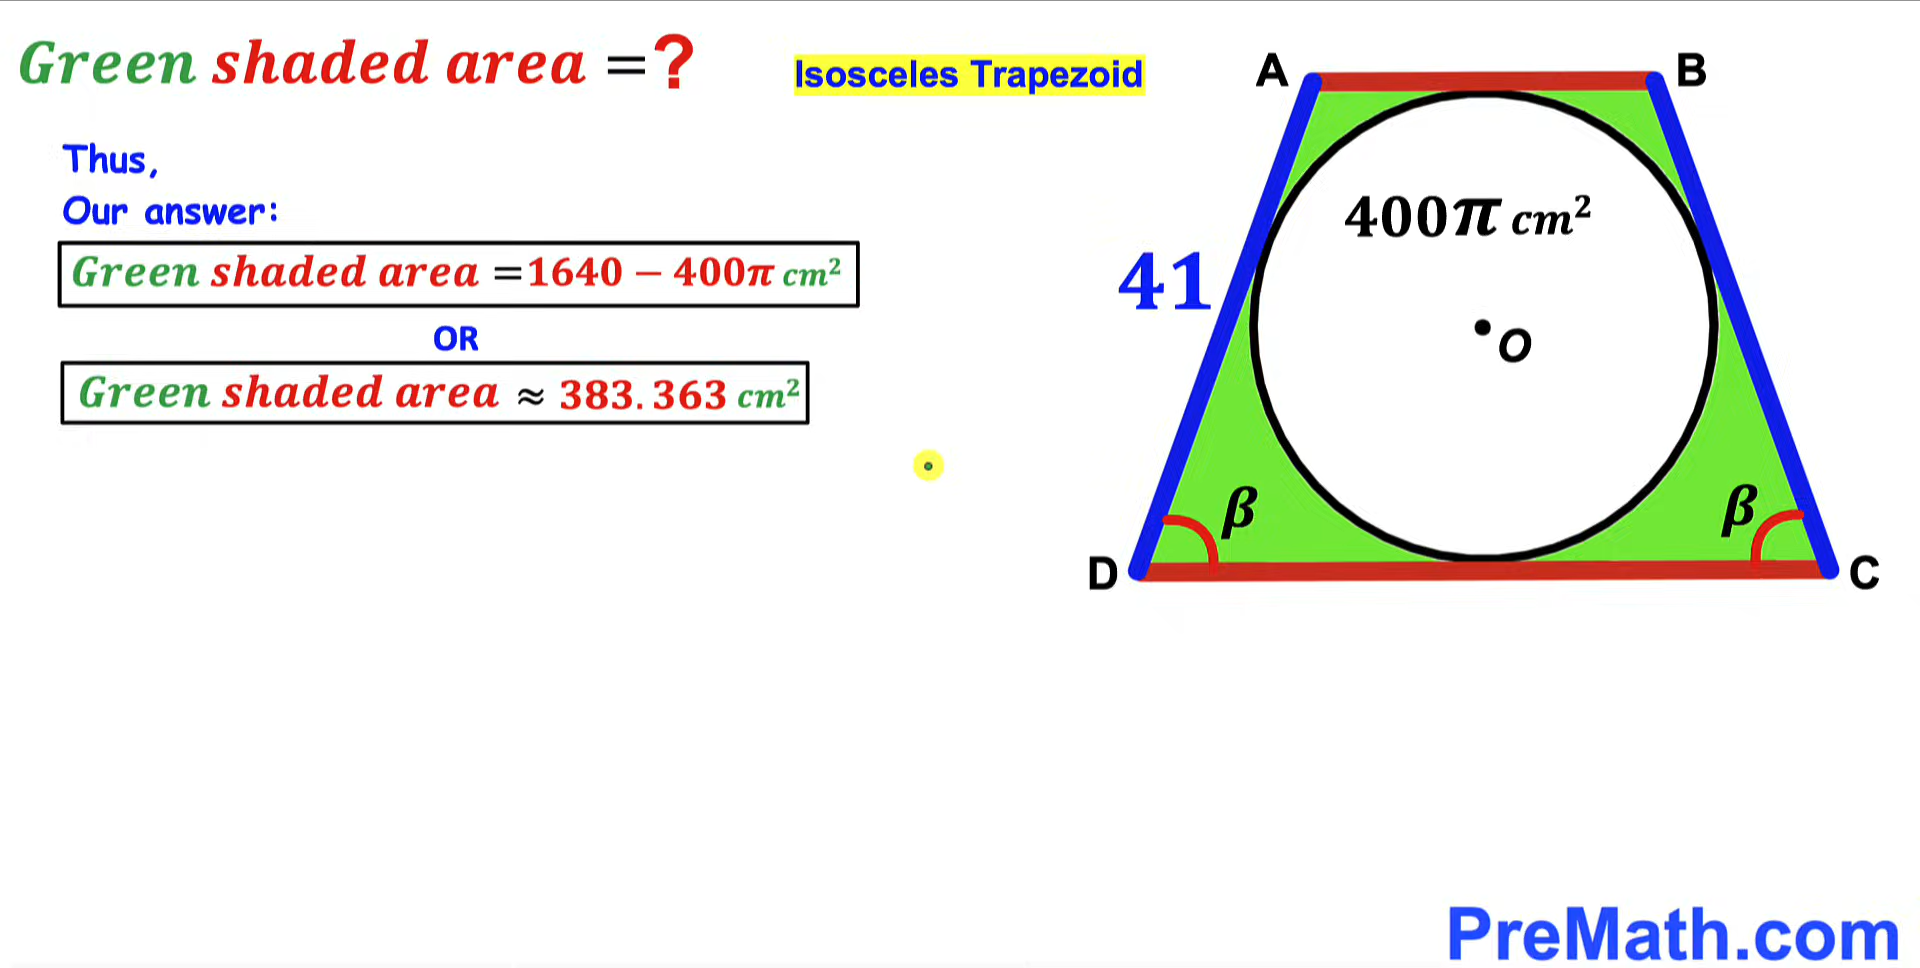 Green shaded area =?
Isosceles Trapezoid
Thus,
Our answer:
Green shaded area =1640 − 400π cm²
OR
Green shaded area ≈ 383.363 cm²
A
B
400π cm²
41
O
β
β
D
C
PreMath.com